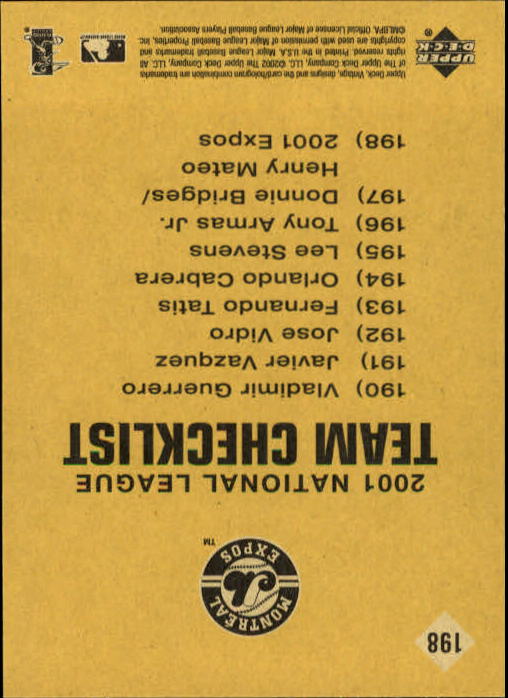 198
MONTRÉAL
EXPOS
TM
2001 NATIONAL LEAGUE
TEAM CHECKLIST
190) Vladimir Guerrero
191) Javier Vazquez
192) Jose Vidro
193) Fernando Tatis
194) Orlando Cabrera
195) Lee Stevens
196) Tony Armas Jr.
197) Donnie Bridges/
Henry Mateo
198) 2001 Expos
UPPER
DECK
®
Upper Deck, Vintage, designs and the card/hologram combination are trademarks
of The Upper Deck Company, LLC. ©2002 The Upper Deck Company, LLC. All
rights reserved. Printed in the U.S.A. Major League Baseball trademarks and
copyrights are used with permission of Major League Baseball Properties, Inc.
©MLBPA Official Licensee of Major League Baseball Players Association.